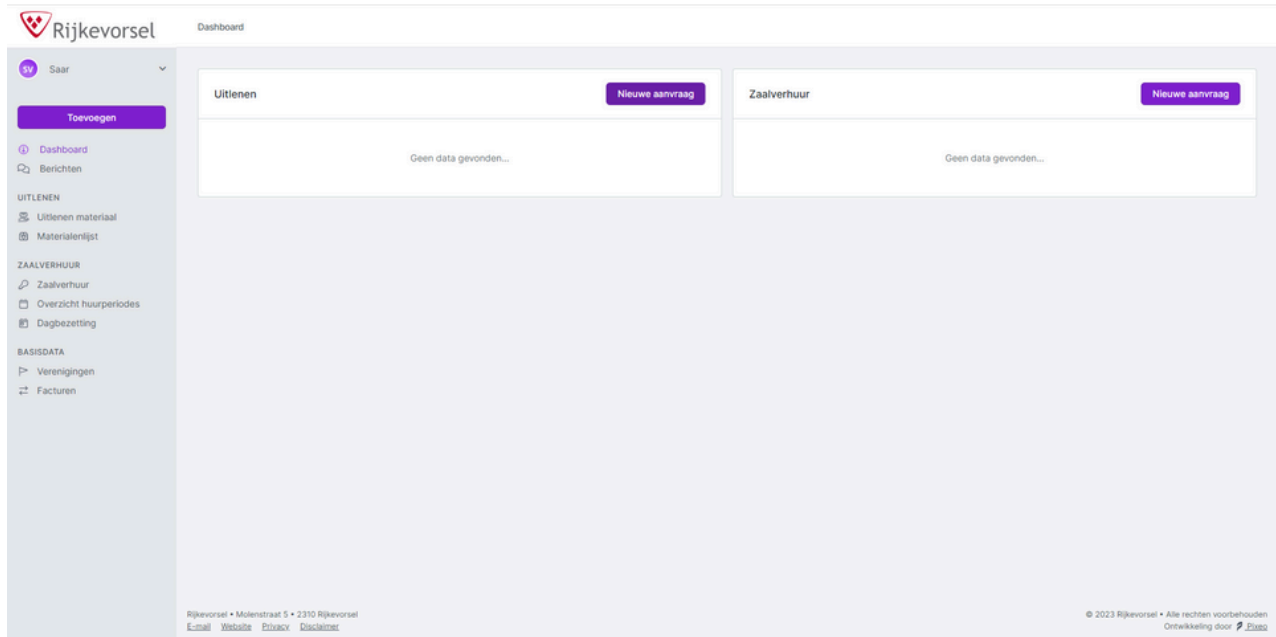 Rijkevorsel
Dashboard
SV Saar
Toevoegen
Dashboard
Berichten
UITLENEN
Uitlenen materiaal
Materialenlijst
ZAALVERHUUR
Zaalverhuur
Overzicht huurperiodes
Dagbezetting
BASISDATA
Verenigingen
Facturen
Uitlenen
Nieuwe aanvraag
Geen data gevonden...
Zaalverhuur
Nieuwe aanvraag
Geen data gevonden...
Rijkevorsel • Molenstraat 5 • 2310 Rijkevorsel
E-mail Website Privacy Disclaimer
© 2023 Rijkevorsel • Alle rechten voorbehouden
Ontwikkeling door Pixeo